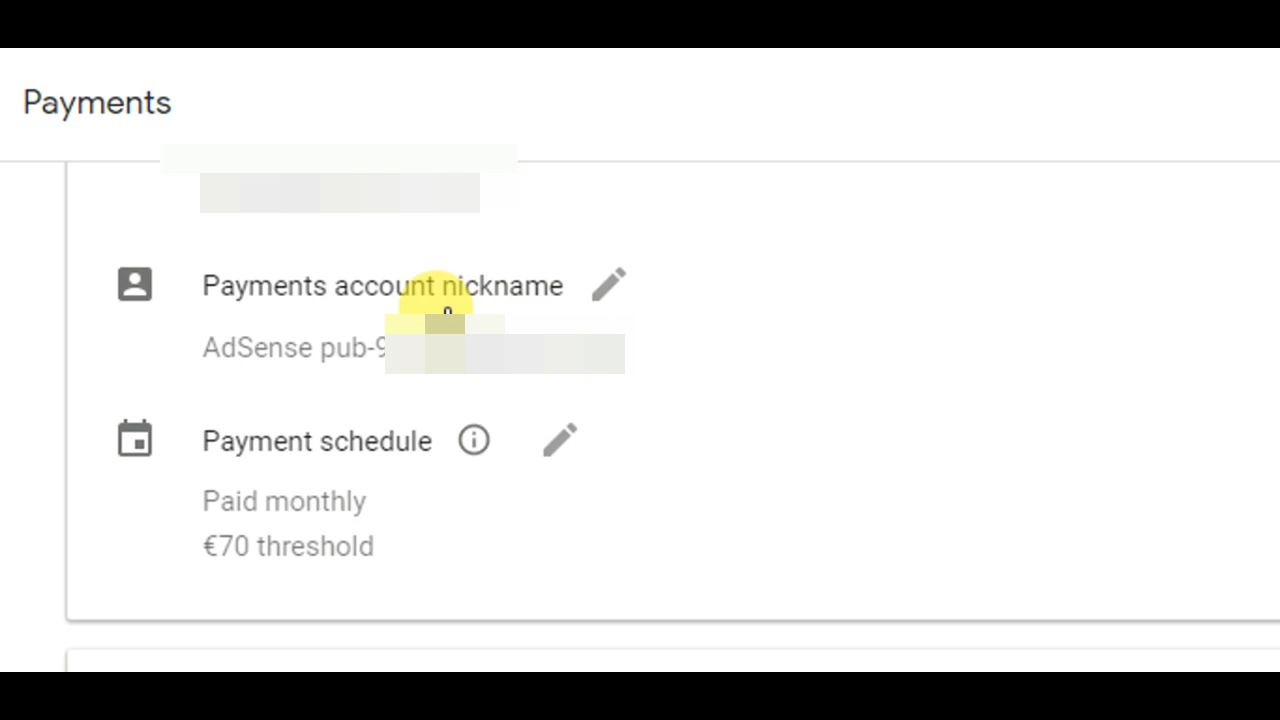 Payments
Payments account nickname
AdSense pub-9
Payment schedule
Paid monthly
€70 threshold